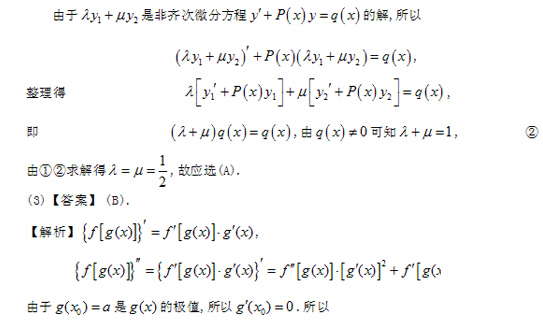 由于 λy₁ + μy₂ 是非齐次微分方程 y′ + P(x)y = q(x) 的解, 所以
(λy₁ + μy₂)′ + P(x)(λy₁ + μy₂) = q(x),
整理得 λ[y₁′ + P(x)y₁] + μ[y₂′ + P(x)y₂] = q(x),
即 (λ + μ)q(x) = q(x), 由 q(x) ≠ 0 可知 λ + μ = 1, ②
由①②求解得 λ = μ = 1/2, 故应选(A).
(3)【答案】(B).
【解析】{f[g(x)]}′ = f′[g(x)]·g′(x),
{f[g(x)]}″ = {f′[g(x)]·g′(x)}′ = f″[g(x)]·[g′(x)]² + f′[g(x
由于 g(x₀) = a 是 g(x) 的极值, 所以 g′(x₀) = 0. 所以